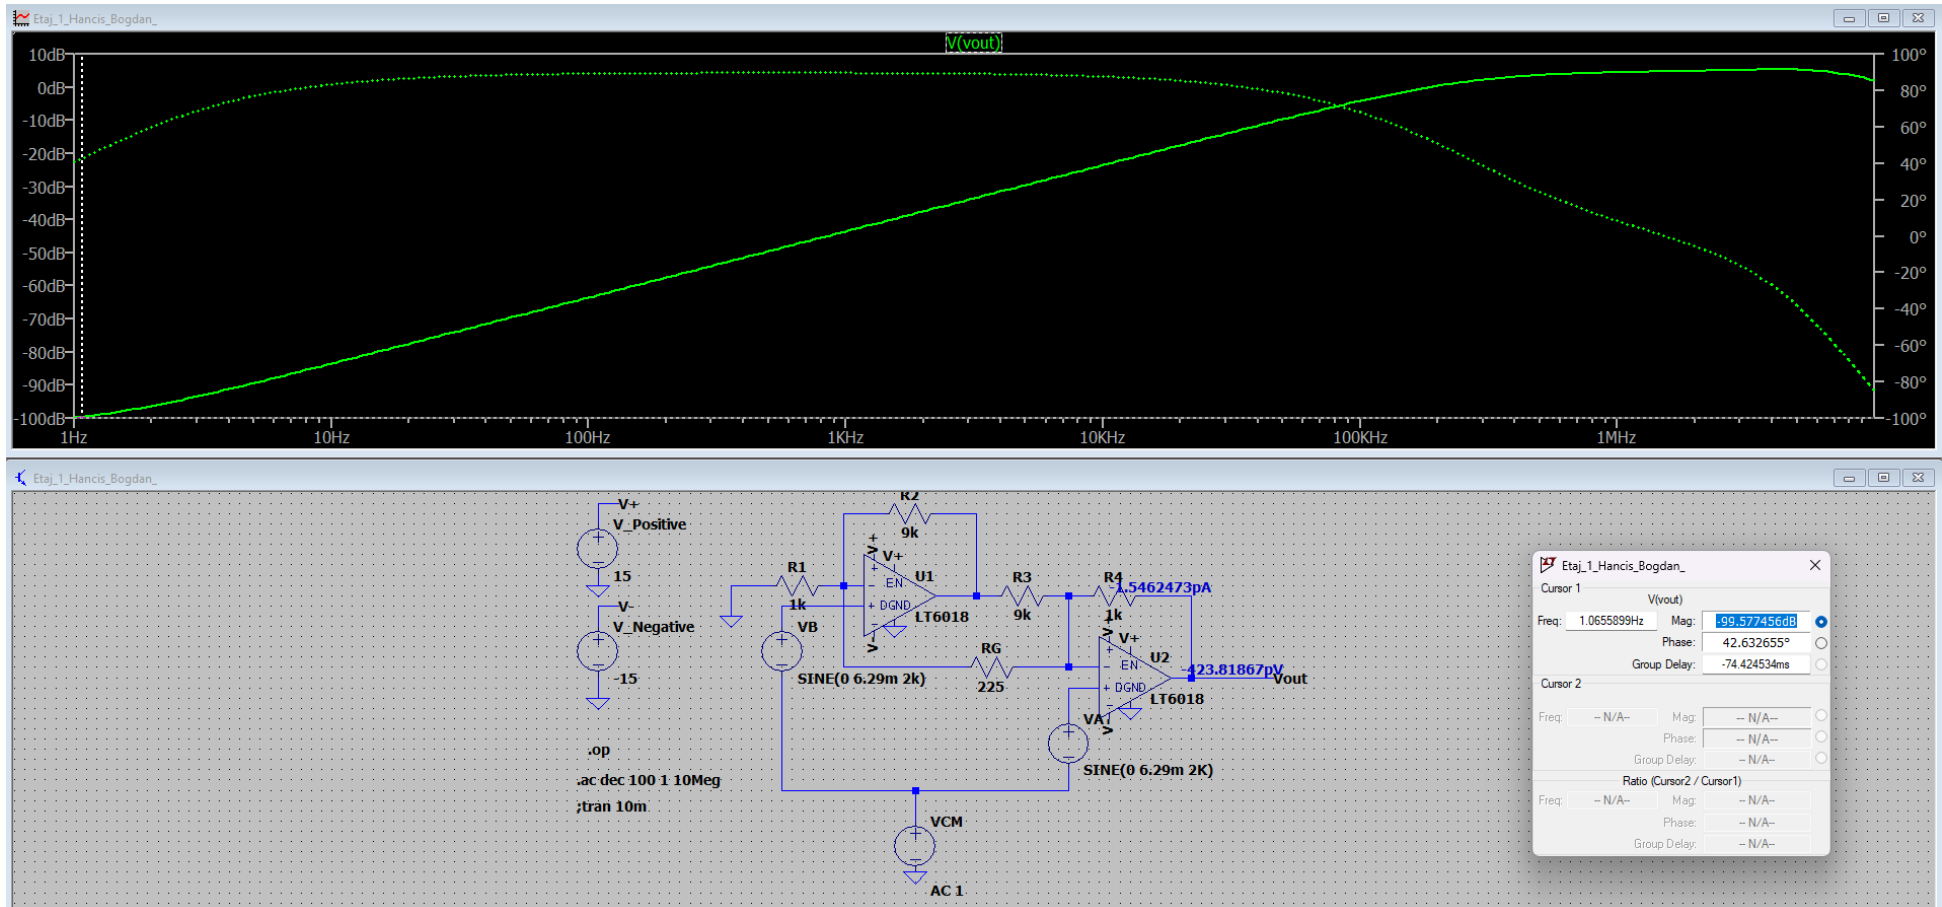 Etaj_1_Hancis_Bogdan_
V(vout)
10dB
0dB
-10dB
-20dB
-30dB
-40dB
-50dB
-60dB
-70dB
-80dB
-90dB
-100dB
100°
80°
60°
40°
20°
0°
-20°
-40°
-60°
-80°
-100°
1Hz 10Hz 100Hz 1KHz 10KHz 100KHz 1MHz
Etaj_1_Hancis_Bogdan_
V+
V_Positive
15
V-
V_Negative
-15
.op
.ac dec 100 1 10Meg
;tran 10m
R2
9k
V+
V+
EN
U1
DGND
LT6018
V-
R1
1k
VB
SINE(0 6.29m 2k)
R3
9k
R4
-1.5462473pA
1k
RG
225
V+
V+
EN
U2
DGND
LT6018
V-
-423.81867pV
Vout
VA
SINE(0 6.29m 2K)
VCM
AC 1
Etaj_1_Hancis_Bogdan_
Cursor 1
V(vout)
Freq: 1.0655899Hz Mag: -99.577456dB
Phase: 42.632655°
Group Delay: -74.424534ms
Cursor 2
Freq: -- N/A-- Mag: -- N/A--
Phase: -- N/A--
Group Delay: -- N/A--
Ratio (Cursor2 / Cursor1)
Freq: -- N/A-- Mag: -- N/A--
Phase: -- N/A--
Group Delay: -- N/A--